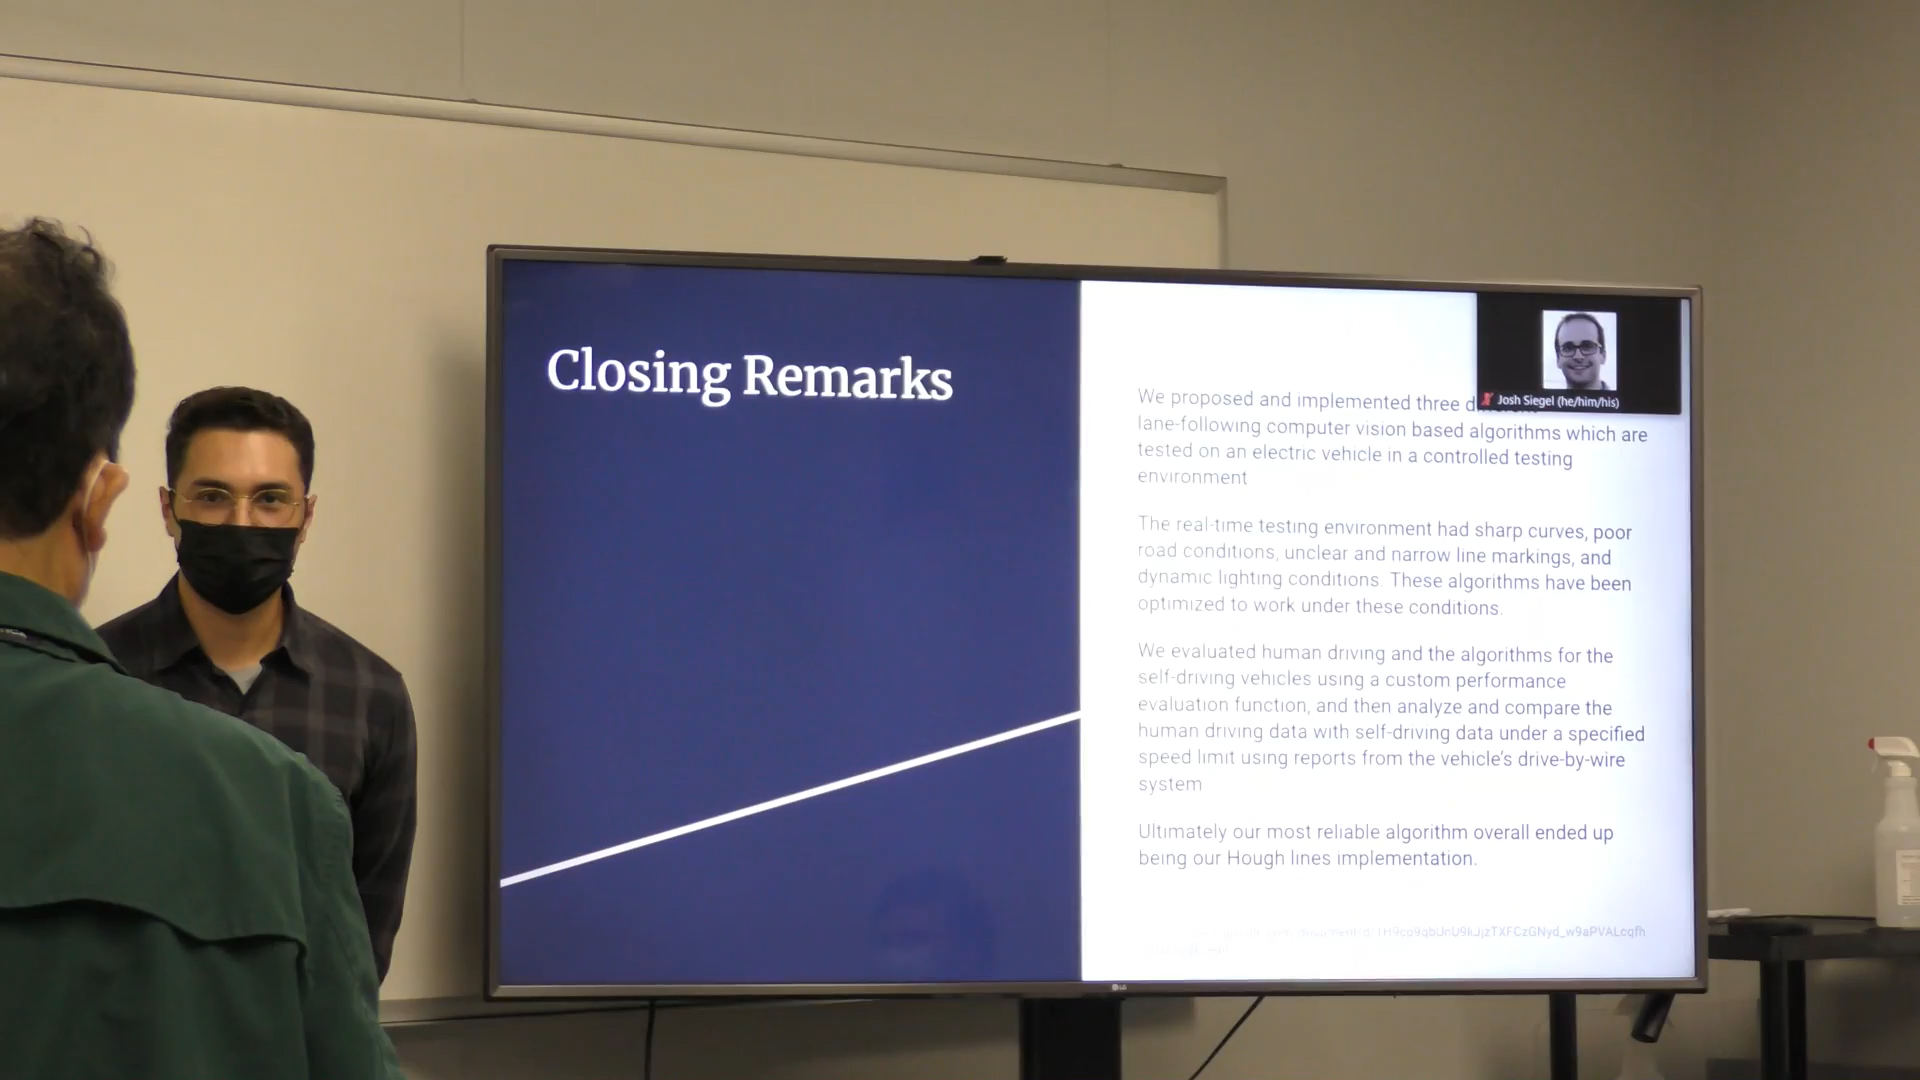 Closing Remarks
Josh Siegel (he/him/his)
We proposed and implemented three
lane-following computer vision based algorithms which are
tested on an electric vehicle in a controlled testing
environment
The real-time testing environment had sharp curves, poor
road conditions, unclear and narrow line markings, and
dynamic lighting conditions. These algorithms have been
optimized to work under these conditions.
We evaluated human driving and the algorithms for the
self-driving vehicles using a custom performance
evaluation function, and then analyze and compare the
human driving data with self-driving data under a specified
speed limit using reports from the vehicle's drive-by-wire
system
Ultimately our most reliable algorithm overall ended up
being our Hough lines implementation.
LG